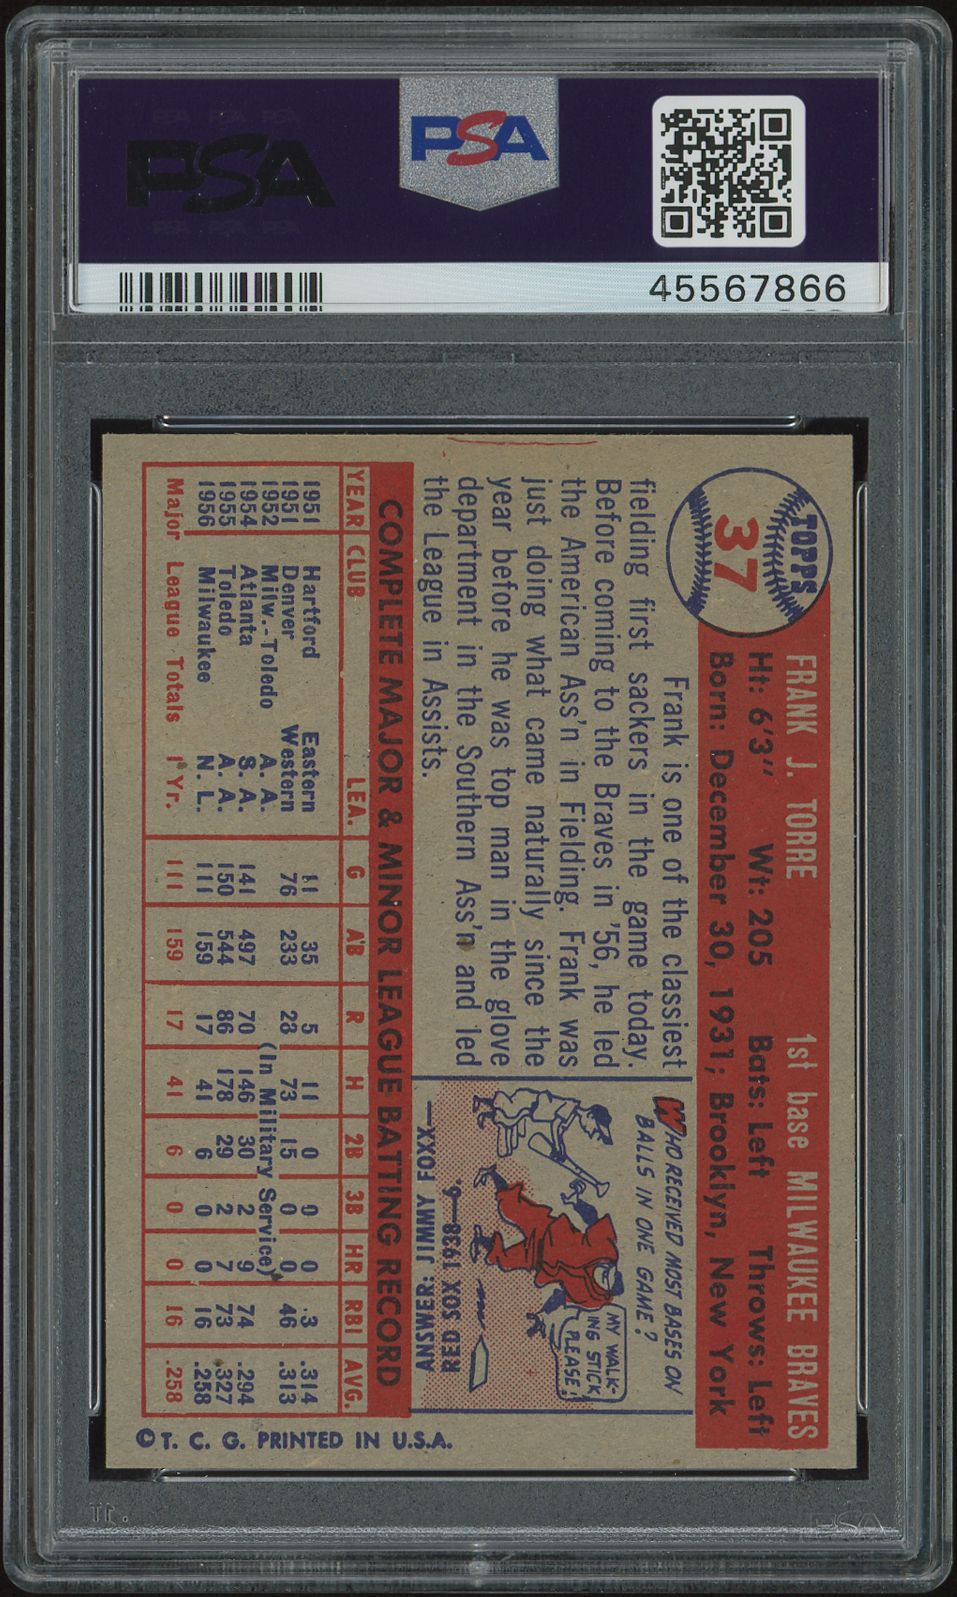 PSA
PSA
45567866
TOPPS
37
FRANK J. TORRE 1st base MILWAUKEE BRAVES
Ht: 6'3" Wt: 205 Bats: Left Throws: Left
Born: December 30, 1931; Brooklyn, New York
Frank is one of the classiest
fielding first sackers in the game today.
Before coming to the Braves in '56, he led
the American Ass'n in Fielding. Frank was
just doing what came naturally since the
year before he was top man in the glove
department in the Southern Ass'n and led
the League in Assists.
WHO RECEIVED MOST BASES ON
BALLS IN ONE GAME?
MY WALK-
ING STICK
PLEASE!
ANSWER: JIMMY FOXX—
RED SOX 1938—6.
COMPLETE MAJOR & MINOR LEAGUE BATTING RECORD
YEAR CLUB LEA. G AB R H 2B 3B HR RBI AVG.
1951 Hartford Eastern 11 35 5 11 0 0 0 3 .314
1951 Denver Western 76 233 23 73 15 0 0 46 .313
1952 Milw.-Toledo A. A. (In Military Service)
1954 Atlanta S. A. 141 497 70 146 30 2 9 74 .294
1955 Toledo A. A. 150 544 86 178 29 2 7 73 .327
1956 Milwaukee N. L. 111 159 17 41 6 0 0 16 .258
Major League Totals 1 Yr. 111 159 17 41 6 0 0 16 .258
© T. C. G. PRINTED IN U.S.A.
PSA